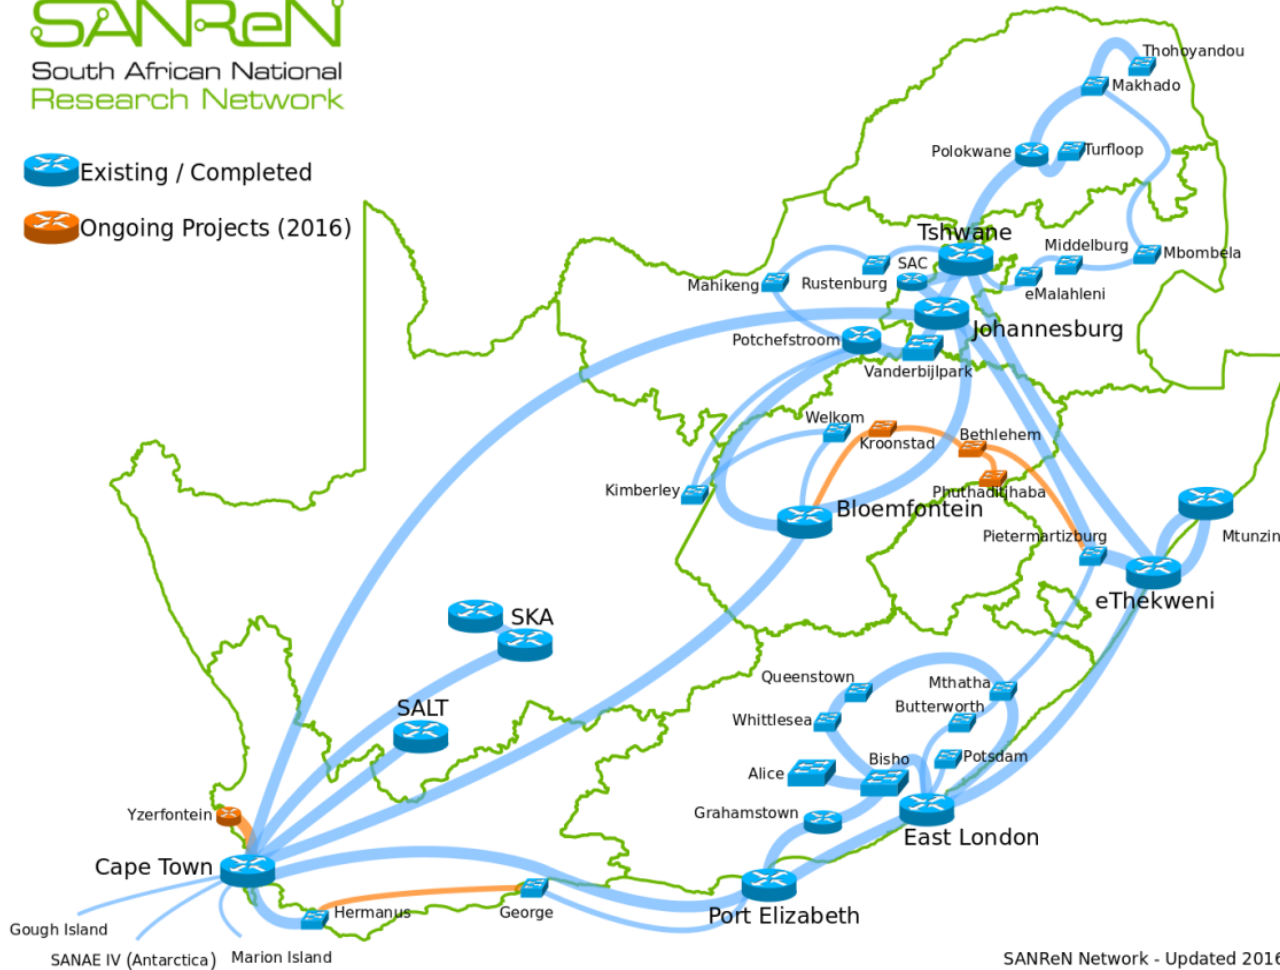 SANReN
South African National
Research Network
Existing / Completed
Ongoing Projects (2016)
Thohoyandou
Makhado
Polokwane
Turfloop
Tshwane
Middelburg
Mbombela
SAC
Mahikeng
Rustenburg
eMalahleni
Johannesburg
Potchefstroom
Vanderbijlpark
Welkom
Kroonstad
Bethlehem
Kimberley
Phuthaditjhaba
Bloemfontein
Pietermartizburg
Mtunzin
eThekweni
SKA
Queenstown
Mthatha
SALT
Butterworth
Whittlesea
Bisho
Potsdam
Alice
Yzerfontein
Grahamstown
East London
Cape Town
Hermanus
George
Port Elizabeth
Gough Island
SANAE IV (Antarctica)
Marion Island
SANReN Network - Updated 2016